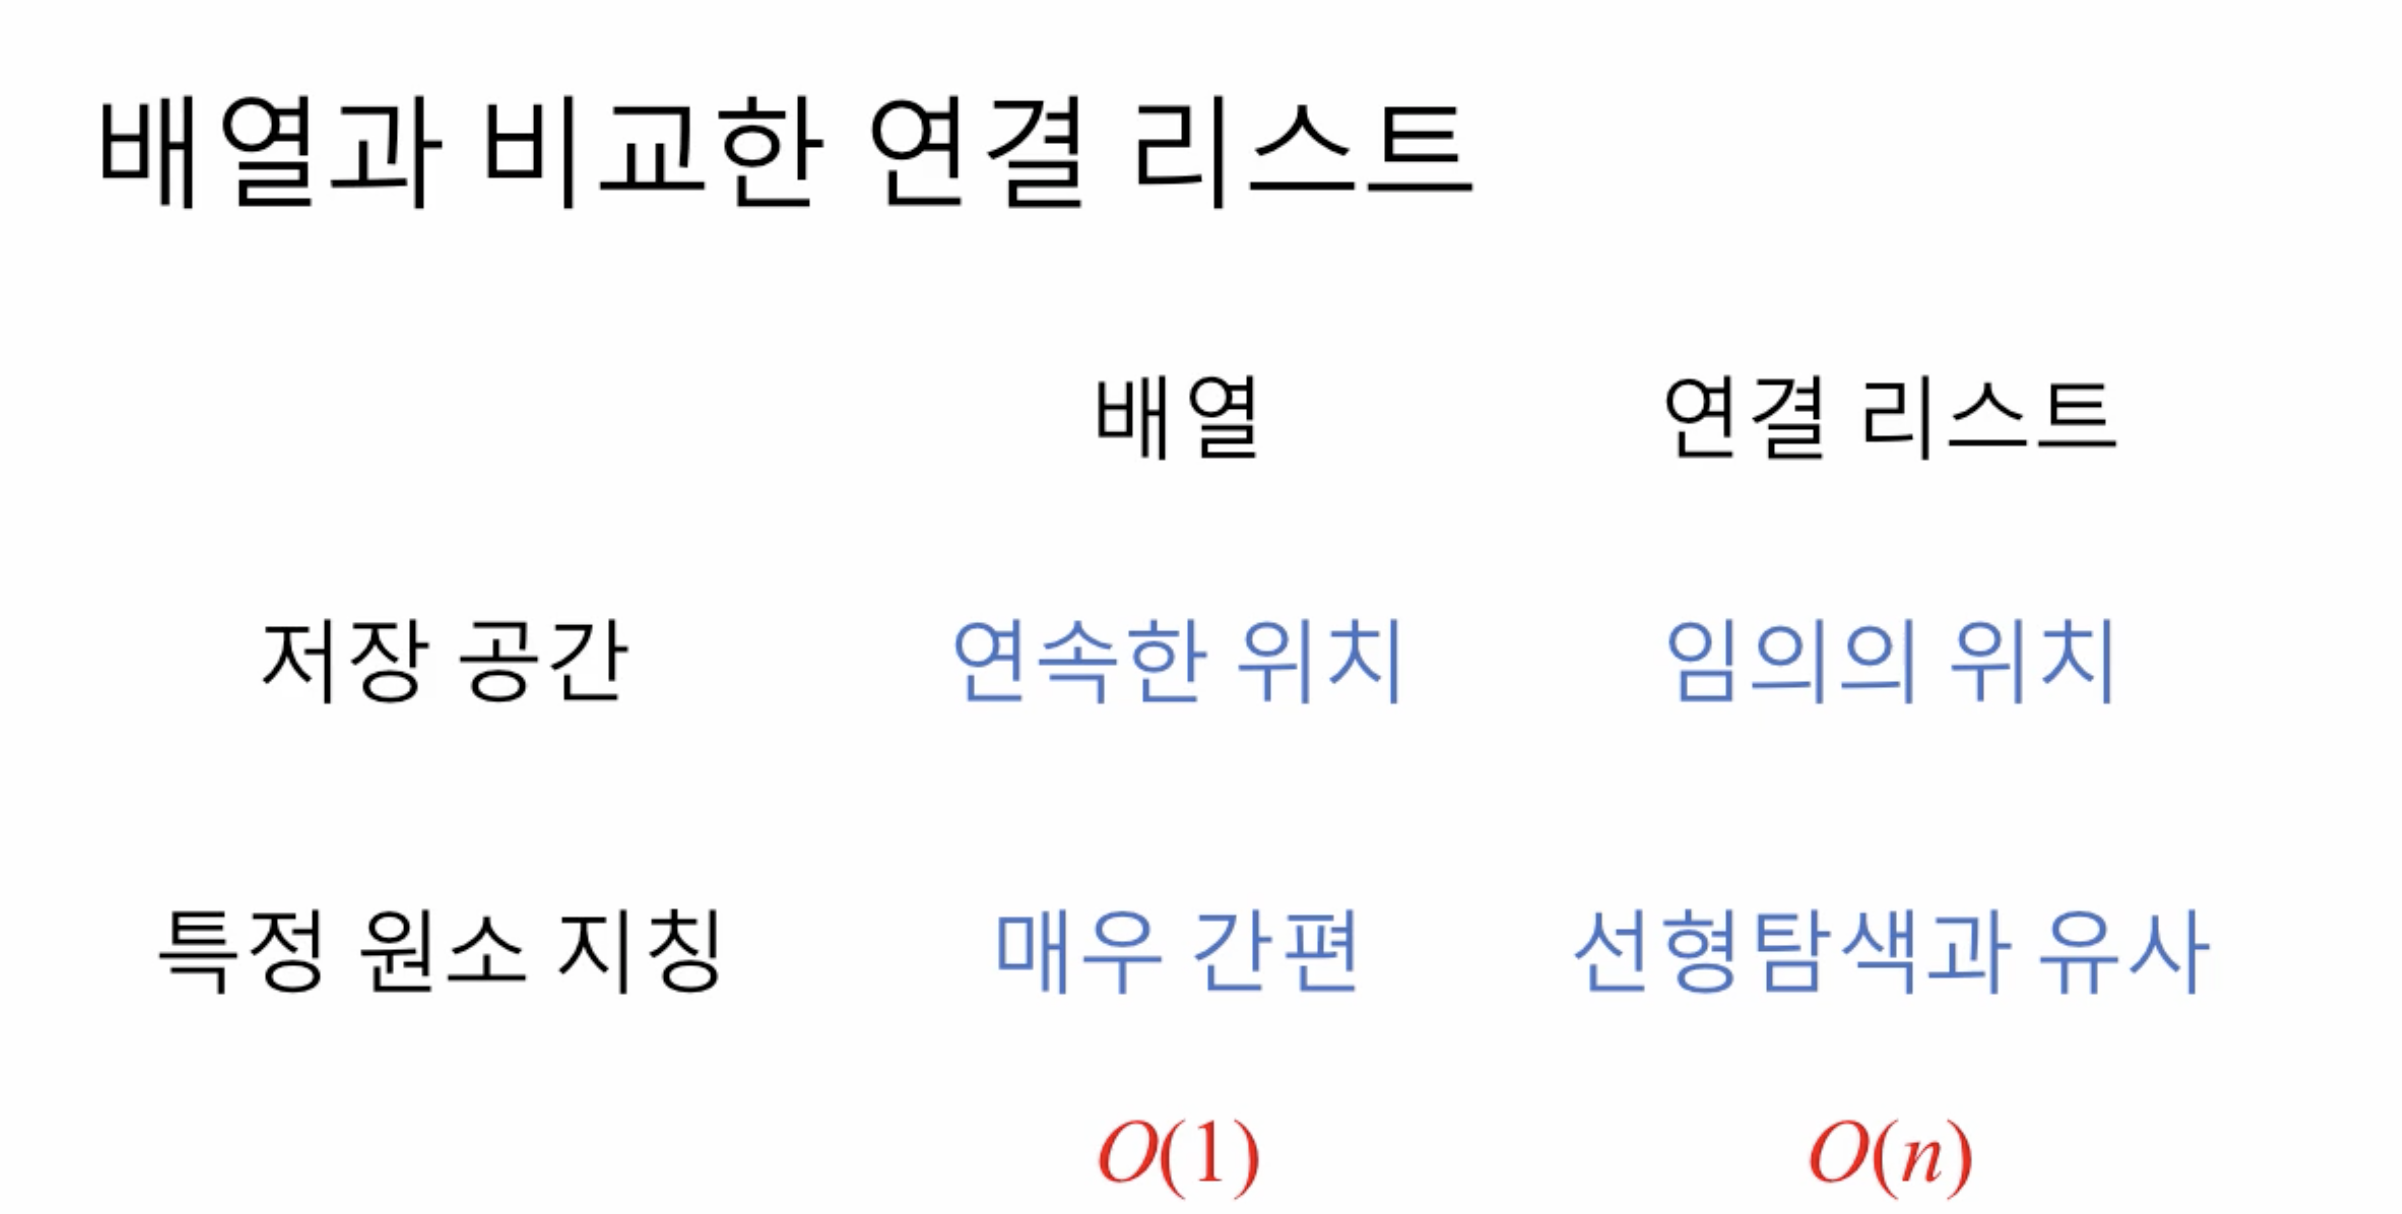 배열과 비교한 연결 리스트
배열 연결 리스트
저장 공간 연속한 위치 임의의 위치
특정 원소 지칭 매우 간편 선형탐색과 유사
O(1) O(n)